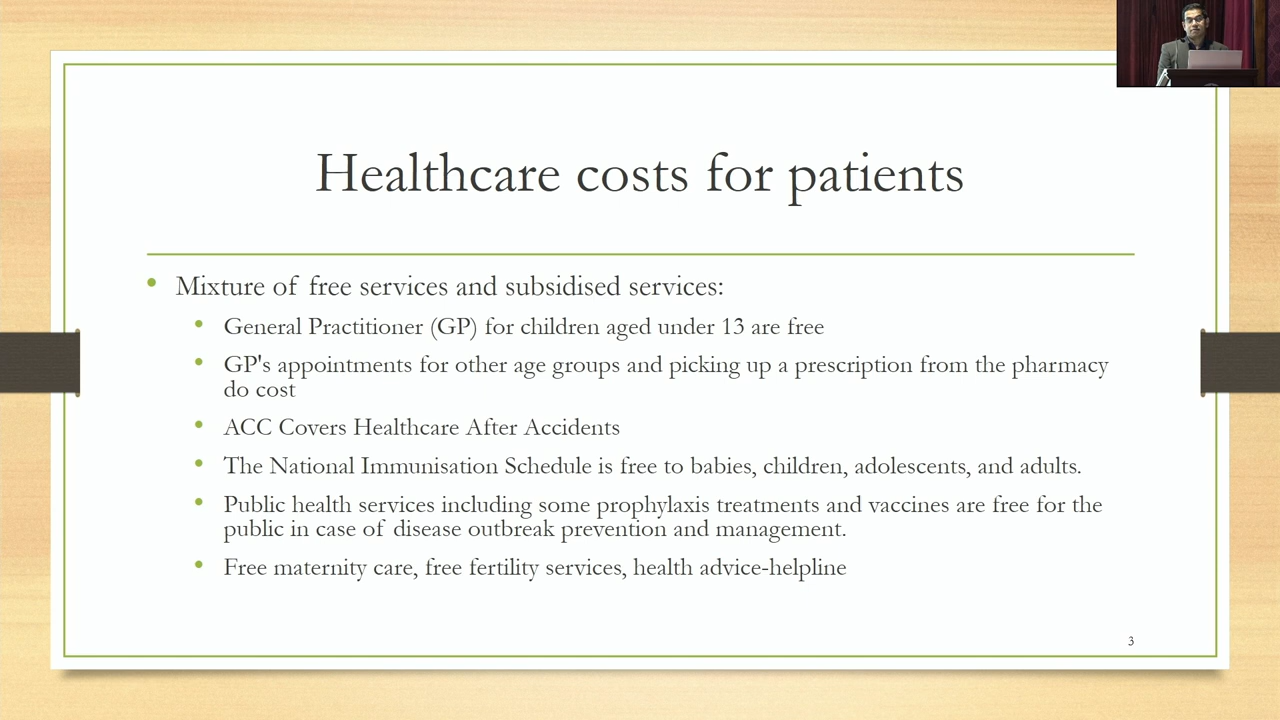 Healthcare costs for patients
• Mixture of free services and subsidised services:
• General Practitioner (GP) for children aged under 13 are free
• GP's appointments for other age groups and picking up a prescription from the pharmacy
do cost
• ACC Covers Healthcare After Accidents
• The National Immunisation Schedule is free to babies, children, adolescents, and adults.
• Public health services including some prophylaxis treatments and vaccines are free for the
public in case of disease outbreak prevention and management.
• Free maternity care, free fertility services, health advice-helpline
3